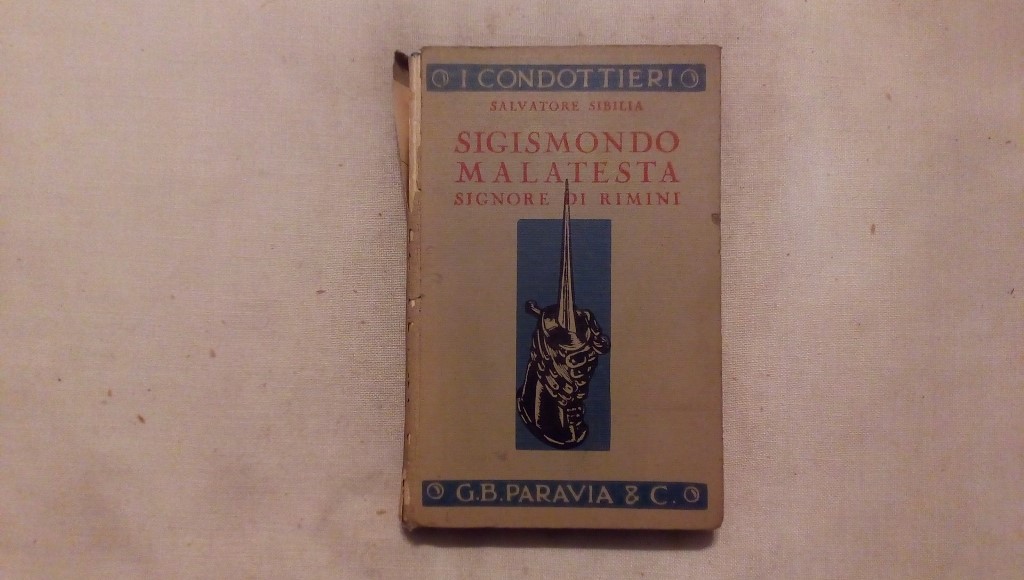 I CONDOTTIERI
SALVATORE SIBILIA
SIGISMONDO
MALATESTA
SIGNORE DI RIMINI
G.B. PARAVIA & C.